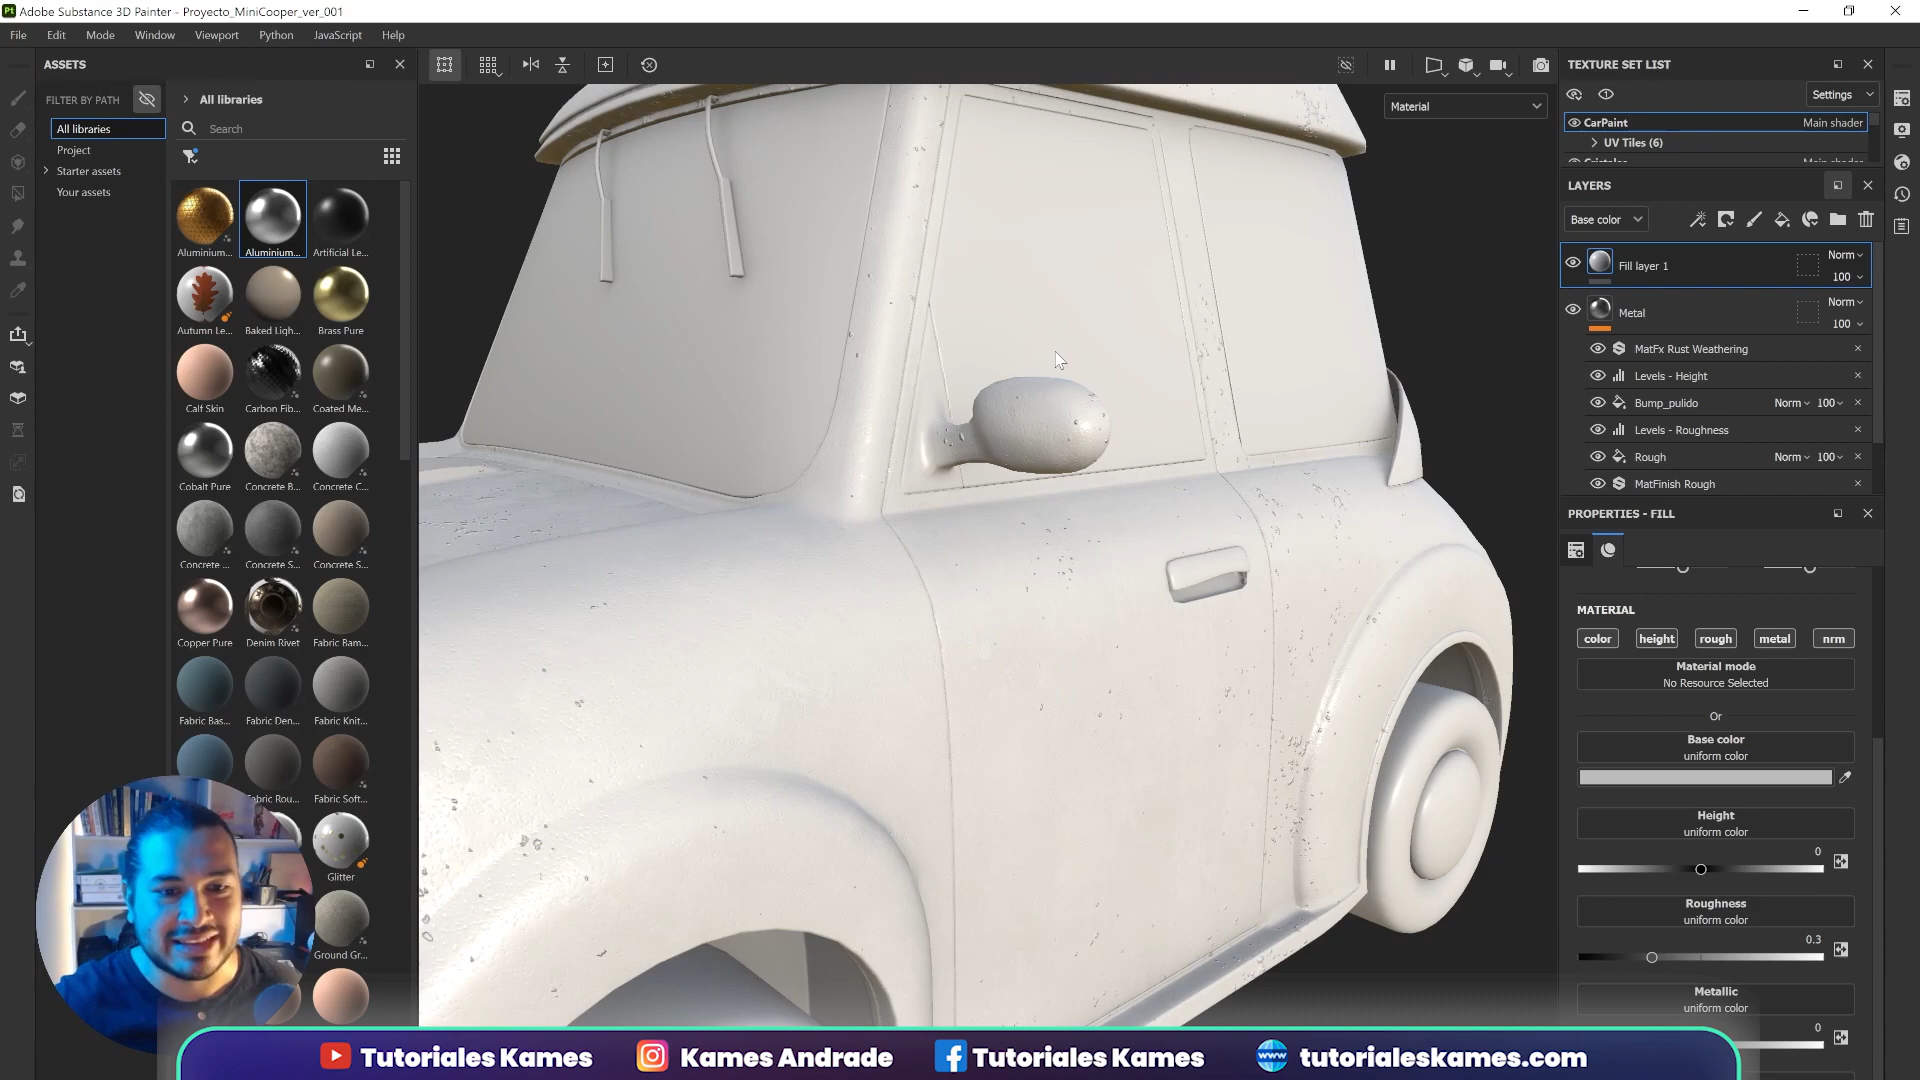 Adobe Substance 3D Painter - Proyecto_MiniCooper_ver_001
File Edit Mode Window Viewport Python JavaScript Help
ASSETS
FILTER BY PATH
All libraries
Project
Starter assets
Your assets
All libraries
Search
Aluminium... Aluminium... Artificial Le...
Autumn Le... Baked Ligh... Brass Pure
Calf Skin Carbon Fib... Coated Me...
Cobalt Pure Concrete B... Concrete C...
Concrete ... Concrete S... Concrete S...
Copper Pure Denim Rivet Fabric Bam...
Fabric Bas... Fabric Den... Fabric Knit...
Fabric Rou... Fabric Soft...
Glitter
Ground Gr...
Material
TEXTURE SET LIST
Settings
CarPaint Main shader
UV Tiles (6)
LAYERS
Base color
Fill layer 1 Norm 100
Metal Norm 100
MatFx Rust Weathering
Levels - Height
Bump_pulido Norm 100
Levels - Roughness
Rough Norm 100
MatFinish Rough
PROPERTIES - FILL
MATERIAL
color height rough metal nrm
Material mode
No Resource Selected
Or
Base color
uniform color
Height
uniform color
0
Roughness
uniform color
0.3
Metallic
uniform color
0
Tutoriales Kames Kames Andrade Tutoriales Kames tutorialeskames.com